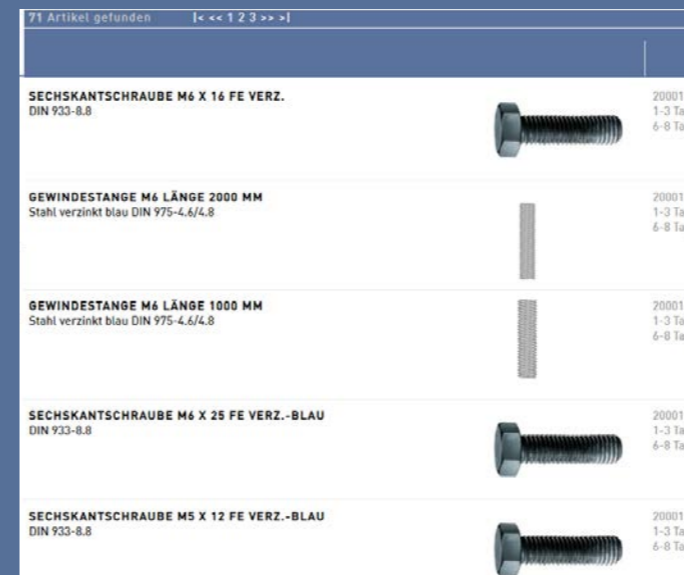 71 Artikel gefunden |< << 1 2 3 >> >|
SECHSKANTSCHRAUBE M6 X 16 FE VERZ.
DIN 933-8.8
20001
1-3 Ta
6-8 Ta
GEWINDESTANGE M6 LÄNGE 2000 MM
Stahl verzinkt blau DIN 975-4.6/4.8
20001
1-3 Ta
6-8 Ta
GEWINDESTANGE M6 LÄNGE 1000 MM
Stahl verzinkt blau DIN 975-4.6/4.8
20001
1-3 Ta
6-8 Ta
SECHSKANTSCHRAUBE M6 X 25 FE VERZ.-BLAU
DIN 933-8.8
20001
1-3 Ta
6-8 Ta
SECHSKANTSCHRAUBE M5 X 12 FE VERZ.-BLAU
DIN 933-8.8
20001
1-3 Ta
6-8 Ta